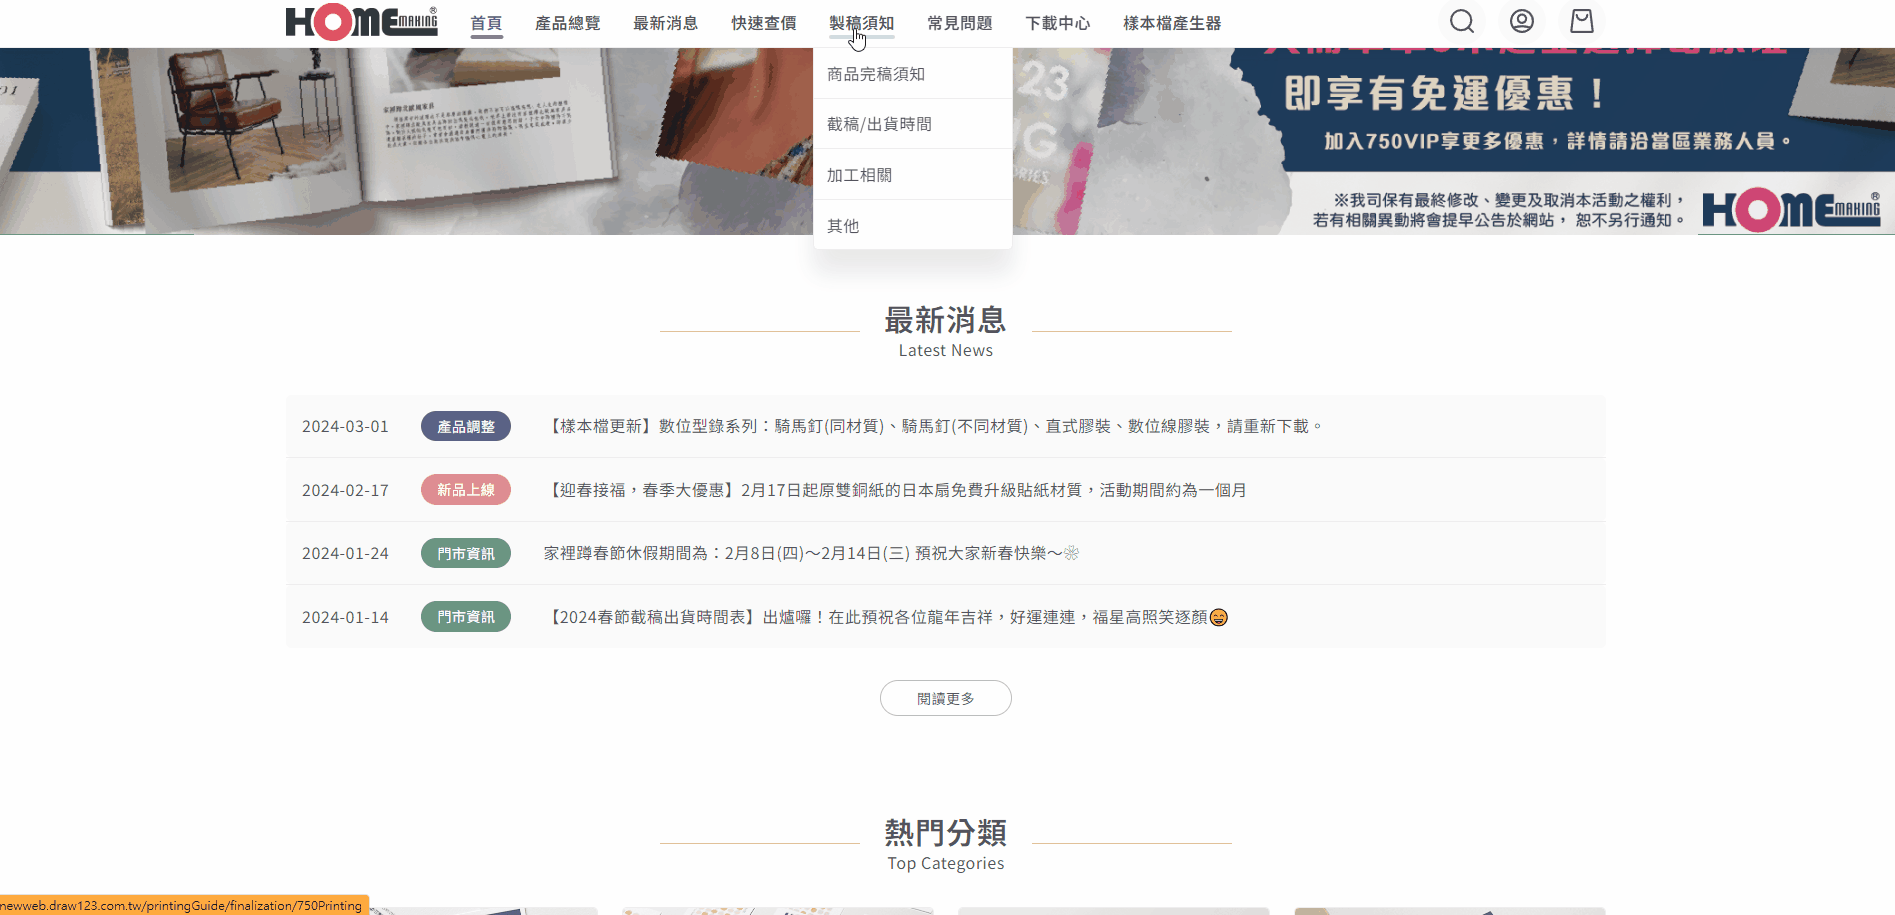 HOME MAKING®
首頁
產品總覽
最新消息
快速查價
製稿須知
常見問題
下載中心
樣本檔產生器
商品完稿須知
截稿/出貨時間
加工相關
其他
即享有免運優惠！
加入750VIP享更多優惠，詳情請洽當區業務人員。
※我司保有最終修改、變更及取消本活動之權利，
若有相關異動將會提早公告於網站， 恕不另行通知。
HOME MAKING®
最新消息
Latest News
2024-03-01 產品調整 【樣本檔更新】數位型錄系列：騎馬釘(同材質)、騎馬釘(不同材質)、直式膠裝、數位線膠裝，請重新下載。
2024-02-17 新品上線 【迎春接福，春季大優惠】2月17日起原雙銅紙的日本扇免費升級貼紙材質，活動期間約為一個月
2024-01-24 門市資訊 家裡蹲春節休假期間為：2月8日(四)～2月14日(三) 預祝大家新春快樂～🌼
2024-01-14 門市資訊 【2024春節截稿出貨時間表】出爐囉！在此預祝各位龍年吉祥，好運連連，福星高照笑逐顏😄
閱讀更多
熱門分類
Top Categories
newweb.draw123.com.tw/printingGuide/finalization/750Printing